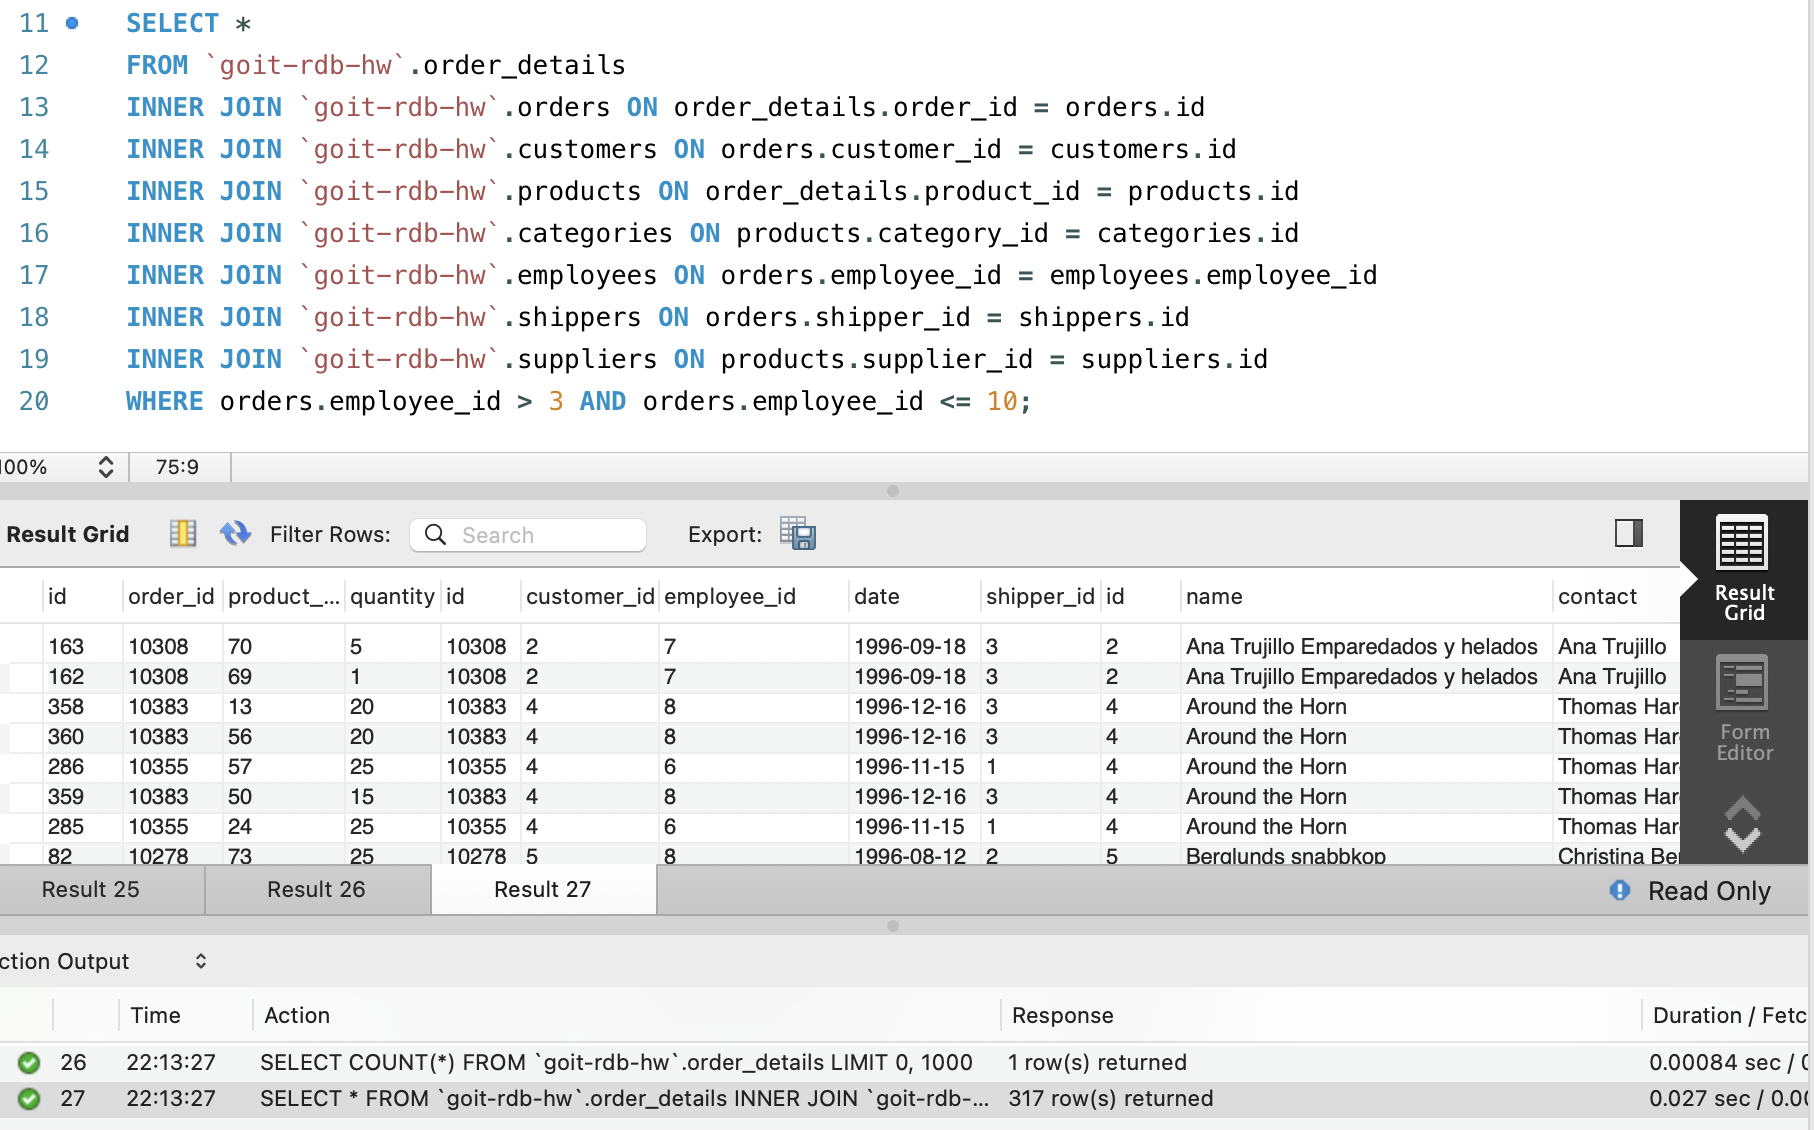 11 SELECT *
12 FROM `goit-rdb-hw`.order_details
13 INNER JOIN `goit-rdb-hw`.orders ON order_details.order_id = orders.id
14 INNER JOIN `goit-rdb-hw`.customers ON orders.customer_id = customers.id
15 INNER JOIN `goit-rdb-hw`.products ON order_details.product_id = products.id
16 INNER JOIN `goit-rdb-hw`.categories ON products.category_id = categories.id
17 INNER JOIN `goit-rdb-hw`.employees ON orders.employee_id = employees.employee_id
18 INNER JOIN `goit-rdb-hw`.shippers ON orders.shipper_id = shippers.id
19 INNER JOIN `goit-rdb-hw`.suppliers ON products.supplier_id = suppliers.id
20 WHERE orders.employee_id > 3 AND orders.employee_id <= 10;
100% 75:9
Result Grid Filter Rows: Search Export:
id order_id product_... quantity id customer_id employee_id date shipper_id id name contact
163 10308 70 5 10308 2 7 1996-09-18 3 2 Ana Trujillo Emparedados y helados Ana Trujillo
162 10308 69 1 10308 2 7 1996-09-18 3 2 Ana Trujillo Emparedados y helados Ana Trujillo
358 10383 13 20 10383 4 8 1996-12-16 3 4 Around the Horn Thomas Har
360 10383 56 20 10383 4 8 1996-12-16 3 4 Around the Horn Thomas Har
286 10355 57 25 10355 4 6 1996-11-15 1 4 Around the Horn Thomas Har
359 10383 50 15 10383 4 8 1996-12-16 3 4 Around the Horn Thomas Har
285 10355 24 25 10355 4 6 1996-11-15 1 4 Around the Horn Thomas Har
82 10278 73 25 10278 5 8 1996-08-12 2 5 Berglunds snabbkop Christina Be
Result
Grid
Form
Editor
Result 25 Result 26 Result 27 Read Only
ction Output
Time Action Response Duration / Fetc
26 22:13:27 SELECT COUNT(*) FROM `goit-rdb-hw`.order_details LIMIT 0, 1000 1 row(s) returned 0.00084 sec / 0
27 22:13:27 SELECT * FROM `goit-rdb-hw`.order_details INNER JOIN `goit-rdb-... 317 row(s) returned 0.027 sec / 0.00